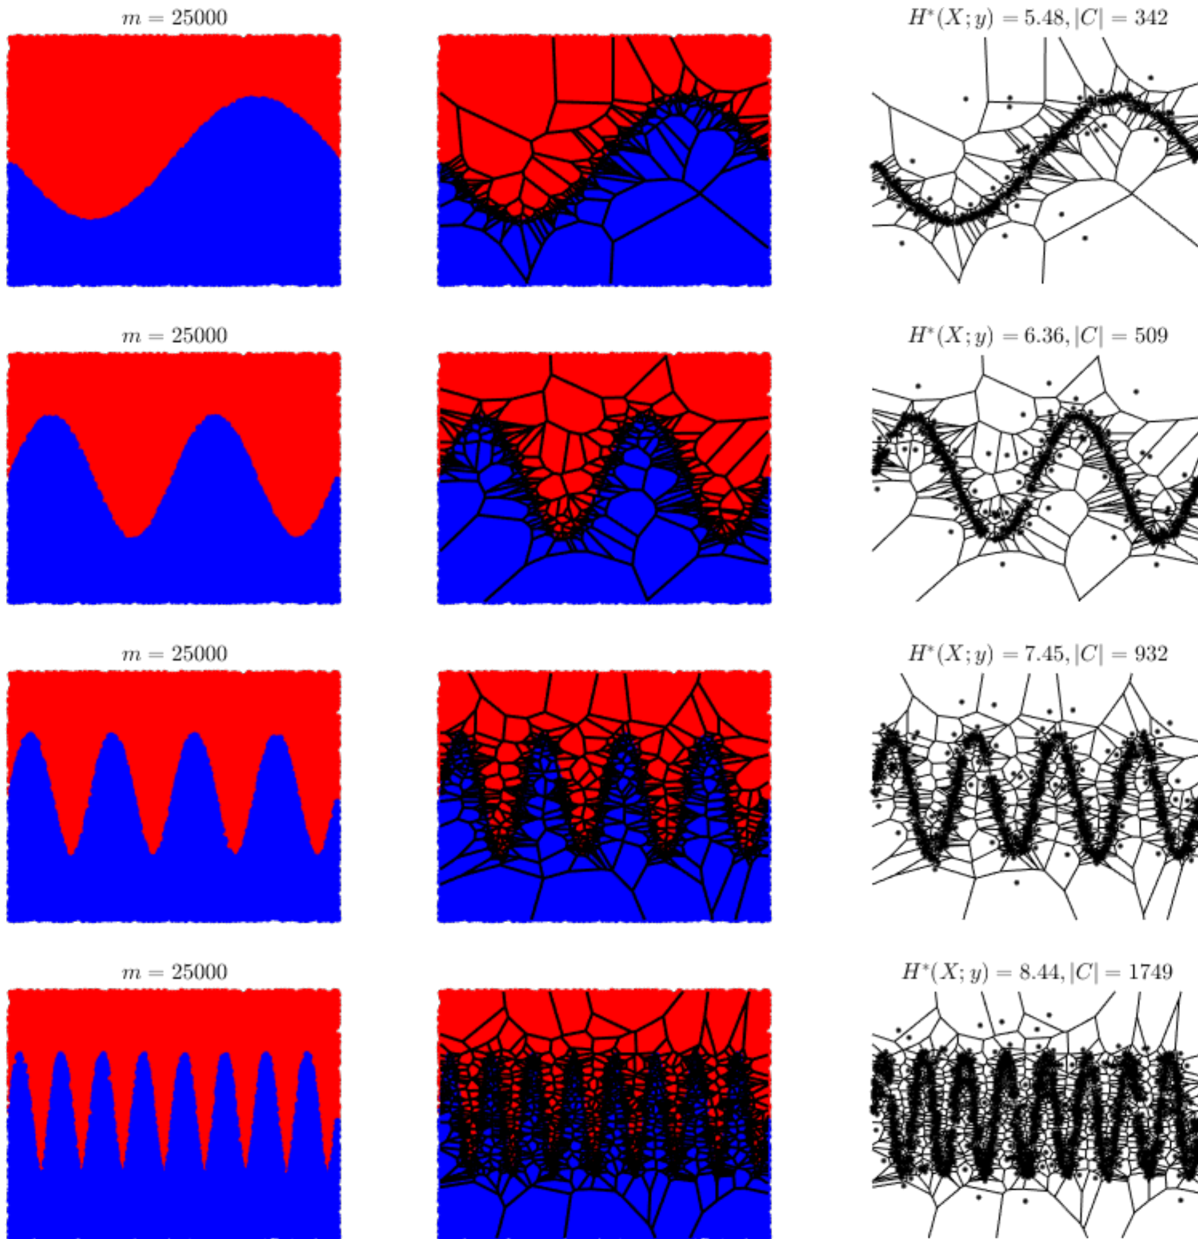 m = 25000
H*(X; y) = 5.48, |C| = 342
m = 25000
H*(X; y) = 6.36, |C| = 509
m = 25000
H*(X; y) = 7.45, |C| = 932
m = 25000
H*(X; y) = 8.44, |C| = 1749